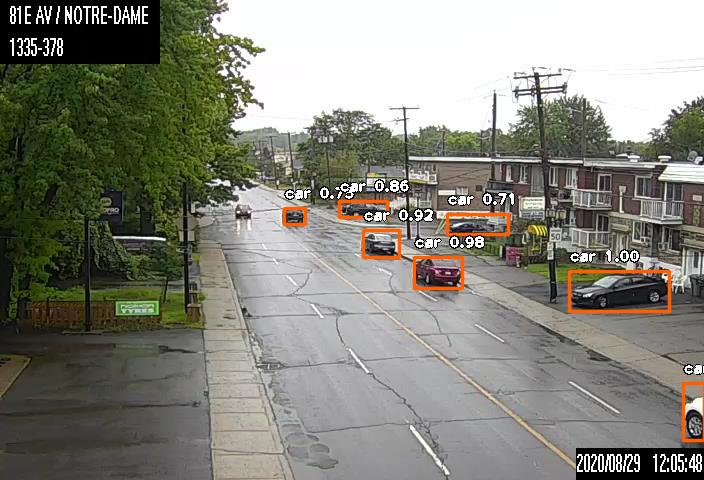 81E AV / NOTRE-DAME
1335-378
car 0.75
car 0.86
car 0.71
car 0.92
car 0.98
car 1.00
car
NOKIAN
TYRES
2020/08/29 12:05:48